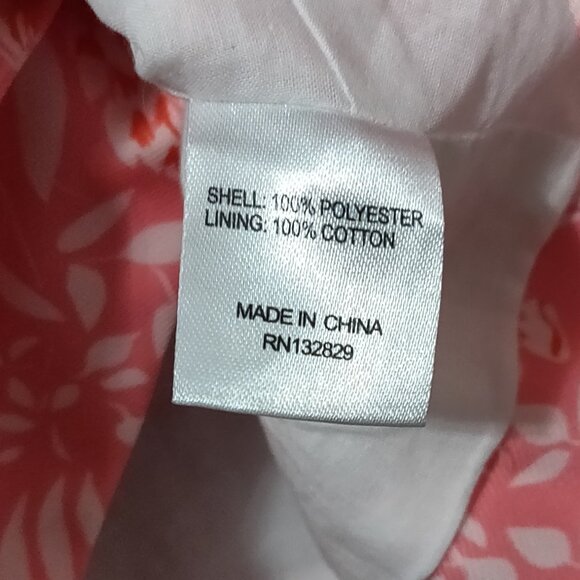 SHELL: 100% POLYESTER
LINING: 100% COTTON
MADE IN CHINA
RN132829